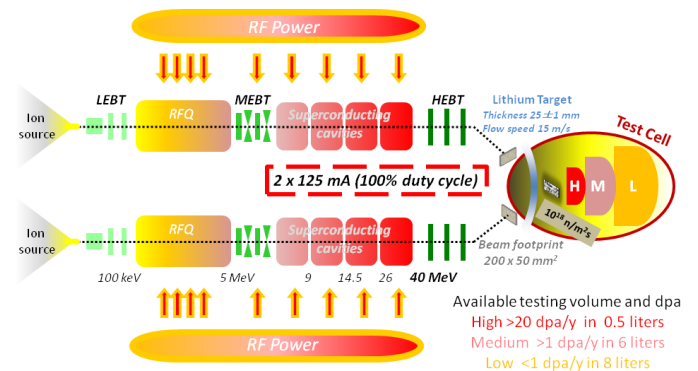 RF Power
LEBT
MEBT
HEBT
Lithium Target
Thickness 25±1 mm
Flow speed 15 m/s
Ion
source
RFQ
Superconducting
cavities
Test Cell
2 x 125 mA (100% duty cycle)
H
M
L
10¹⁸ n/m²s
Ion
source
RFQ
Superconducting
cavities
Beam footprint
200 x 50 mm²
100 keV
5 MeV
9
14.5
26
40 MeV
Available testing volume and dpa
High >20 dpa/y in 0.5 liters
Medium >1 dpa/y in 6 liters
Low <1 dpa/y in 8 liters
RF Power